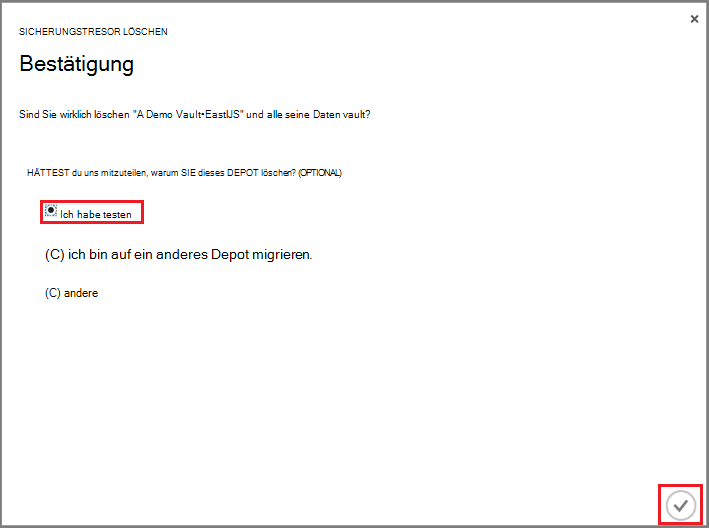 SICHERUNGSTRESOR LÖSCHEN
Bestätigung
Sind Sie wirklich löschen "A Demo Vault•EastlJS" und alle seine Daten vault?
HÄTTEST du uns mitzuteilen, warum SIE dieses DEPOT löschen? (OPTIONAL)
Ich habe testen
(C) ich bin auf ein anderes Depot migrieren.
(C) andere